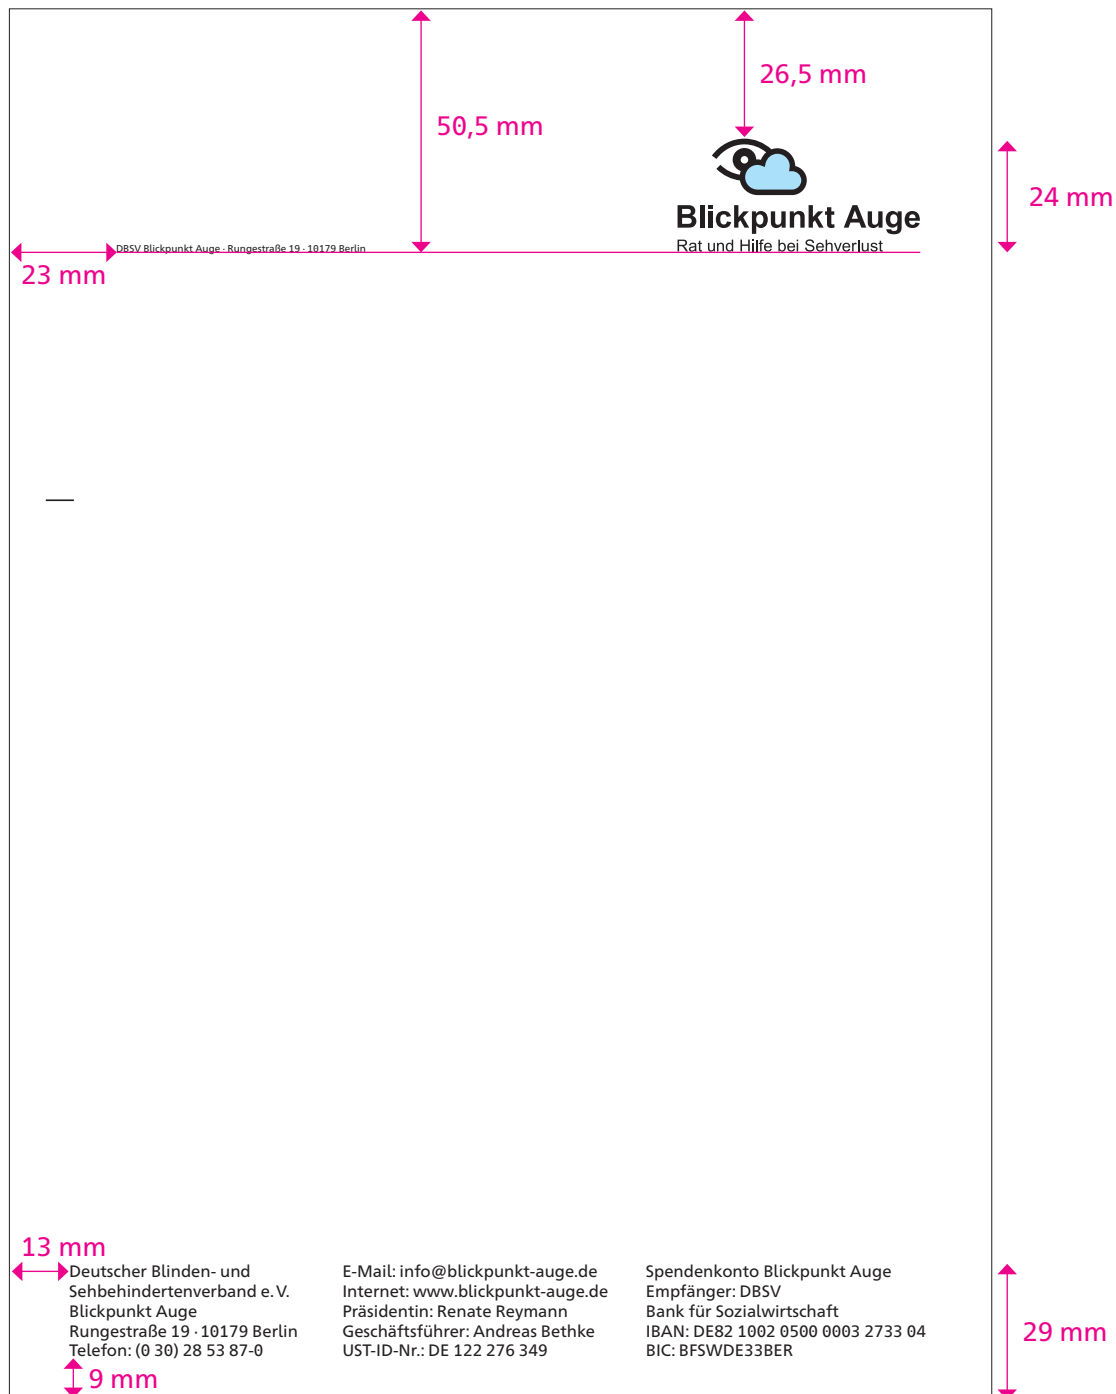 26,5 mm
50,5 mm
24 mm
Blickpunkt Auge
Rat und Hilfe bei Sehverlust
DBSV Blickpunkt Auge · Rungestraße 19 · 10179 Berlin
23 mm
13 mm
Deutscher Blinden- und
Sehbehindertenverband e.V.
Blickpunkt Auge
Rungestraße 19 · 10179 Berlin
Telefon: (0 30) 28 53 87-0
E-Mail: info@blickpunkt-auge.de
Internet: www.blickpunkt-auge.de
Präsidentin: Renate Reymann
Geschäftsführer: Andreas Bethke
UST-ID-Nr.: DE 122 276 349
Spendenkonto Blickpunkt Auge
Empfänger: DBSV
Bank für Sozialwirtschaft
IBAN: DE82 1002 0500 0003 2733 04
BIC: BFSWDE33BER
29 mm
9 mm